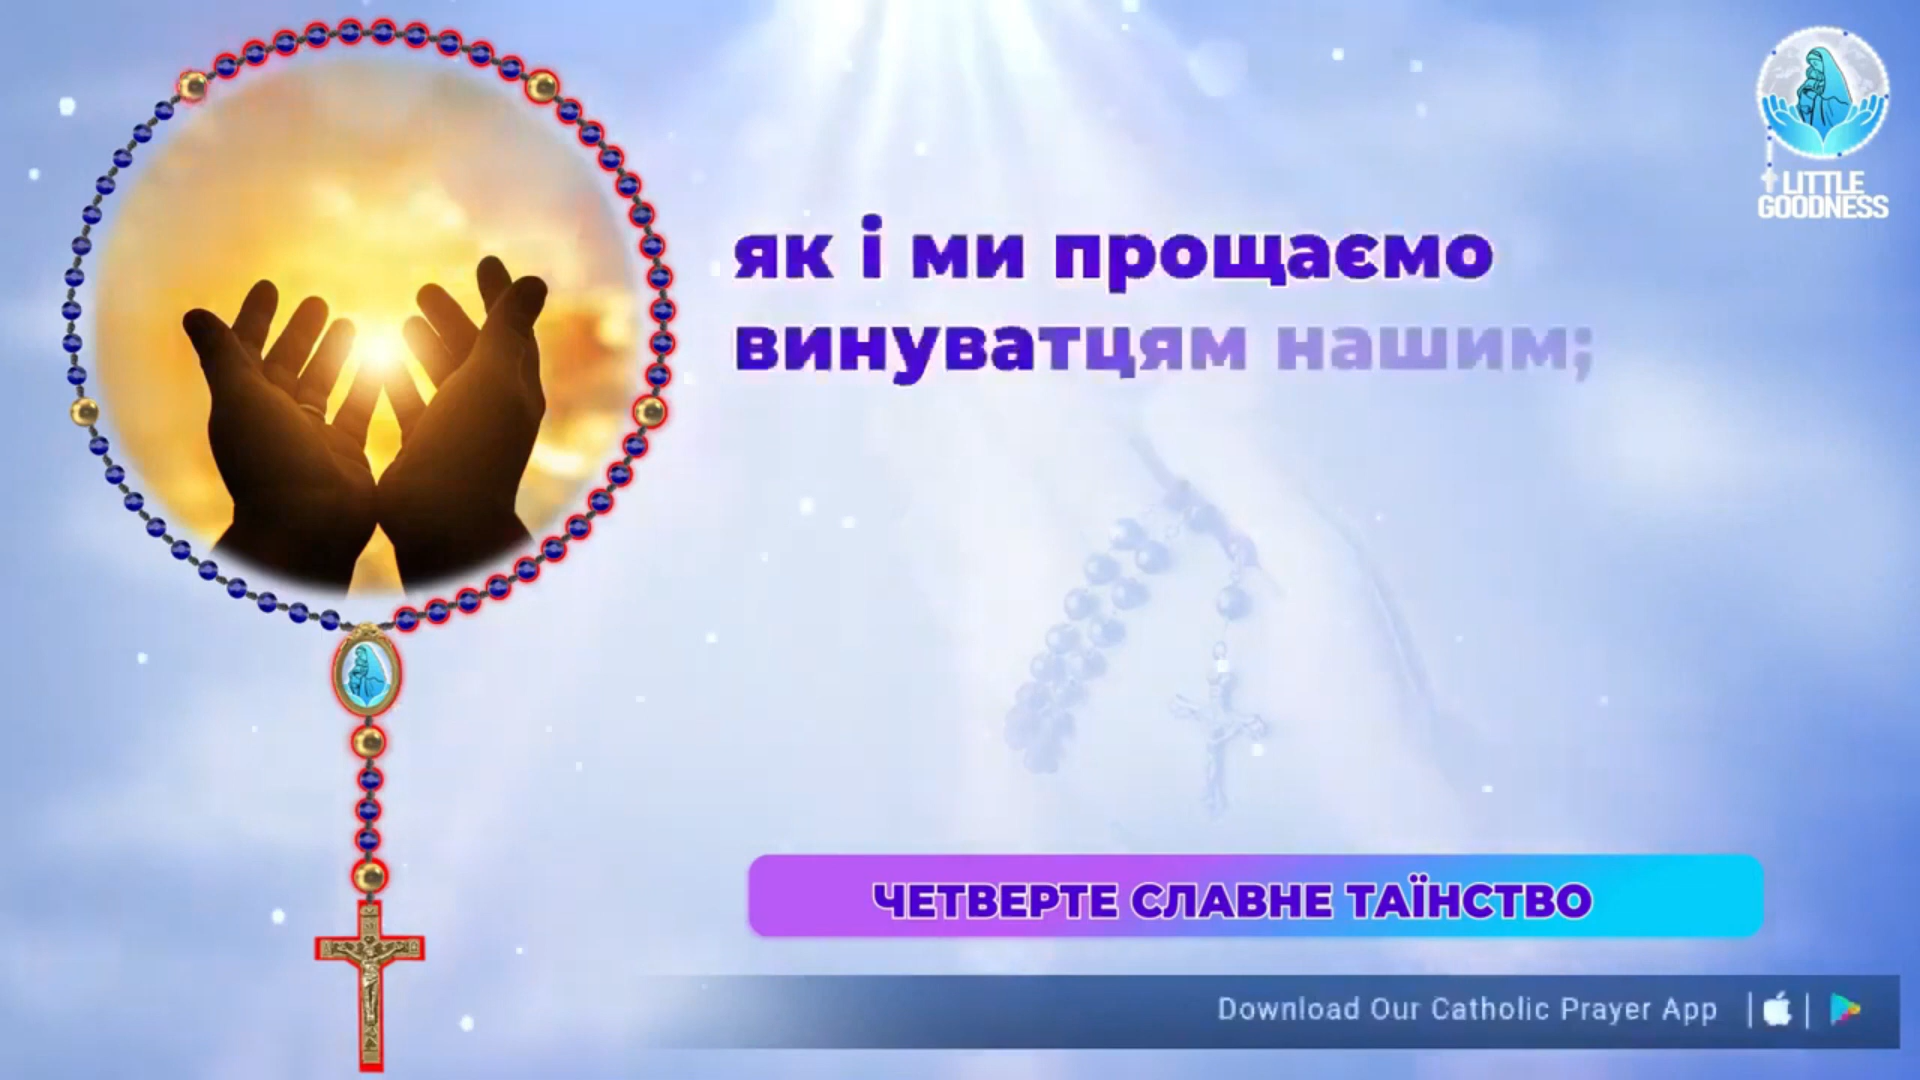 LITTLE
GOODNESS
як і ми прощаємо
винуватцям нашим;
ЧЕТВЕРТЕ СЛАВНЕ ТАЇНСТВО
Download Our Catholic Prayer App